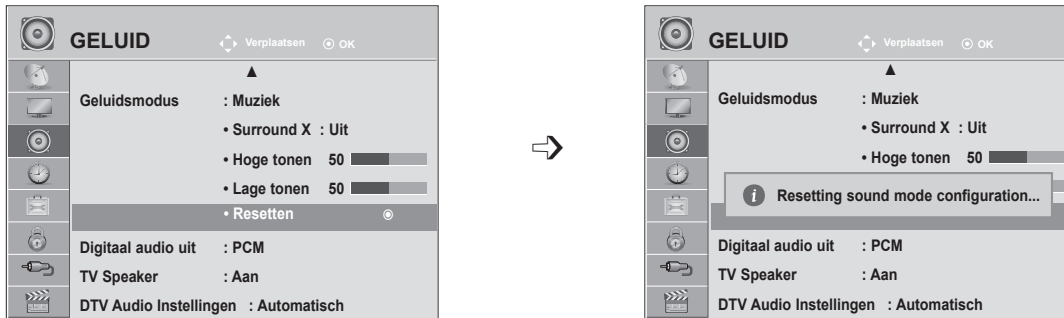 GELUID Verplaatsen OK
Geluidsmodus : Muziek
• Surround X : Uit
• Hoge tonen 50
• Lage tonen 50
• Resetten
Digitaal audio uit : PCM
TV Speaker : Aan
DTV Audio Instellingen : Automatisch
GELUID Verplaatsen OK
Geluidsmodus : Muziek
• Surround X : Uit
• Hoge tonen 50
i Resetting sound mode configuration...
Digitaal audio uit : PCM
TV Speaker : Aan
DTV Audio Instellingen : Automatisch